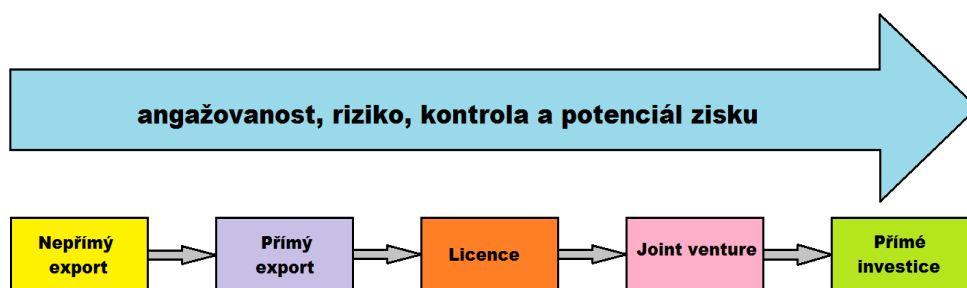 angažovanost, riziko, kontrola a potenciál zisku
Nepřímý
export
Přímý
export
Licence
Joint venture
Přímé
investice